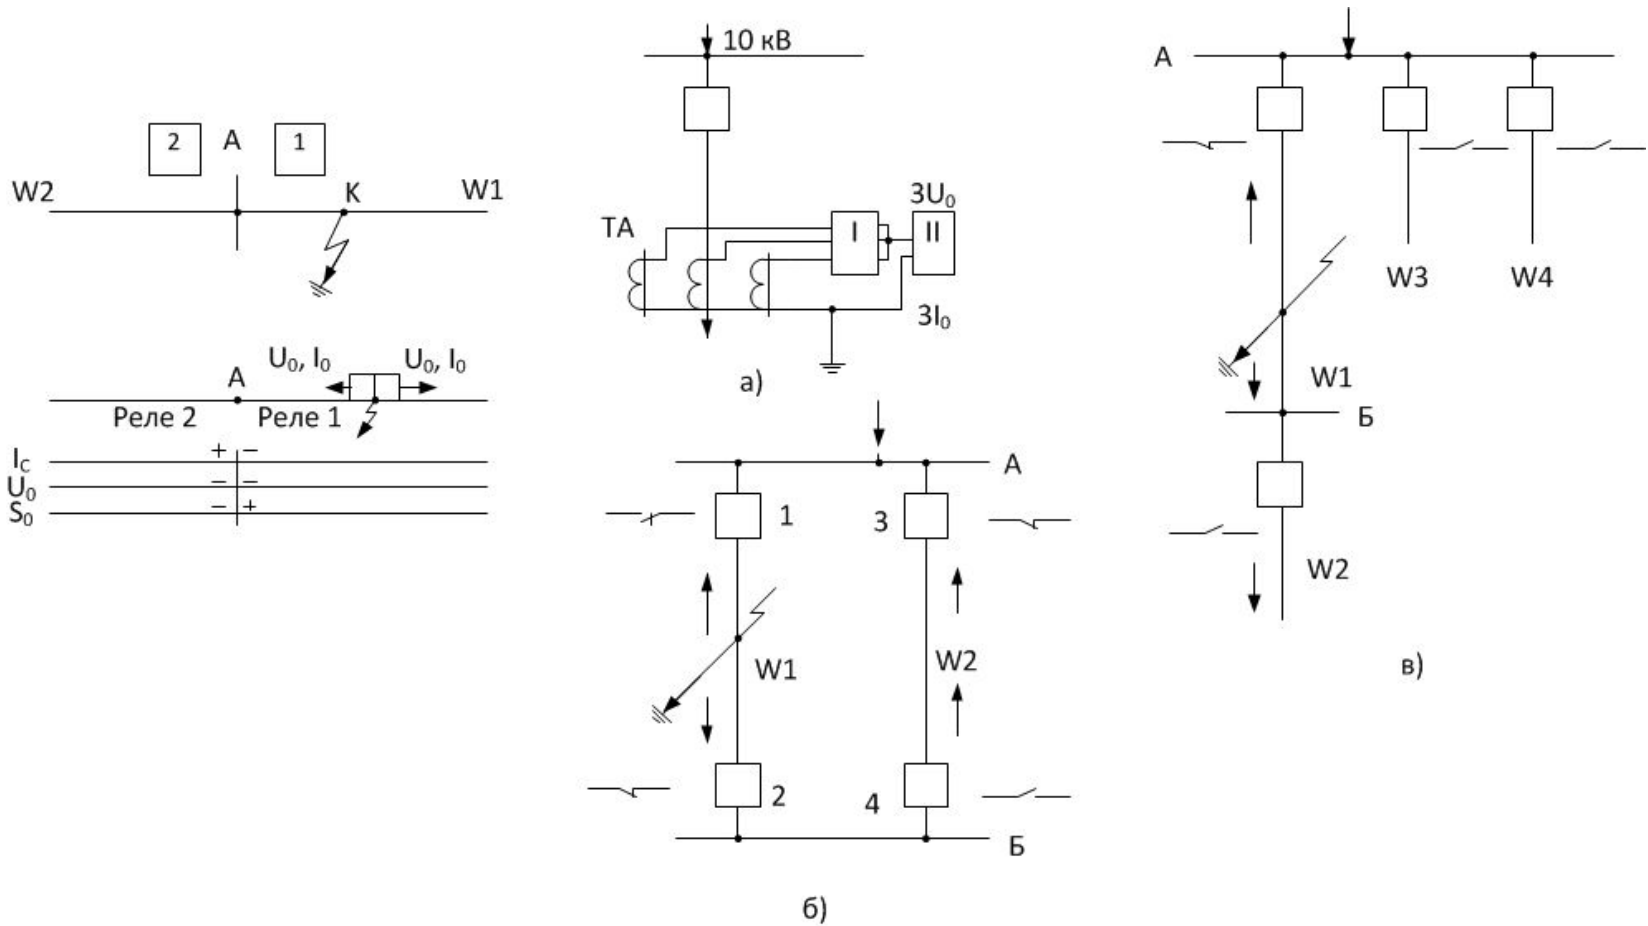 2
А
1
W2
К
W1
U₀, I₀
U₀, I₀
А
Реле 2
Реле 1
+ −
I_C
− −
U₀
− +
S₀
10 кВ
ТА
I
3U₀
II
3I₀
а)
А
1
3
W1
W2
2
4
Б
б)
А
W3
W4
W1
Б
W2
в)